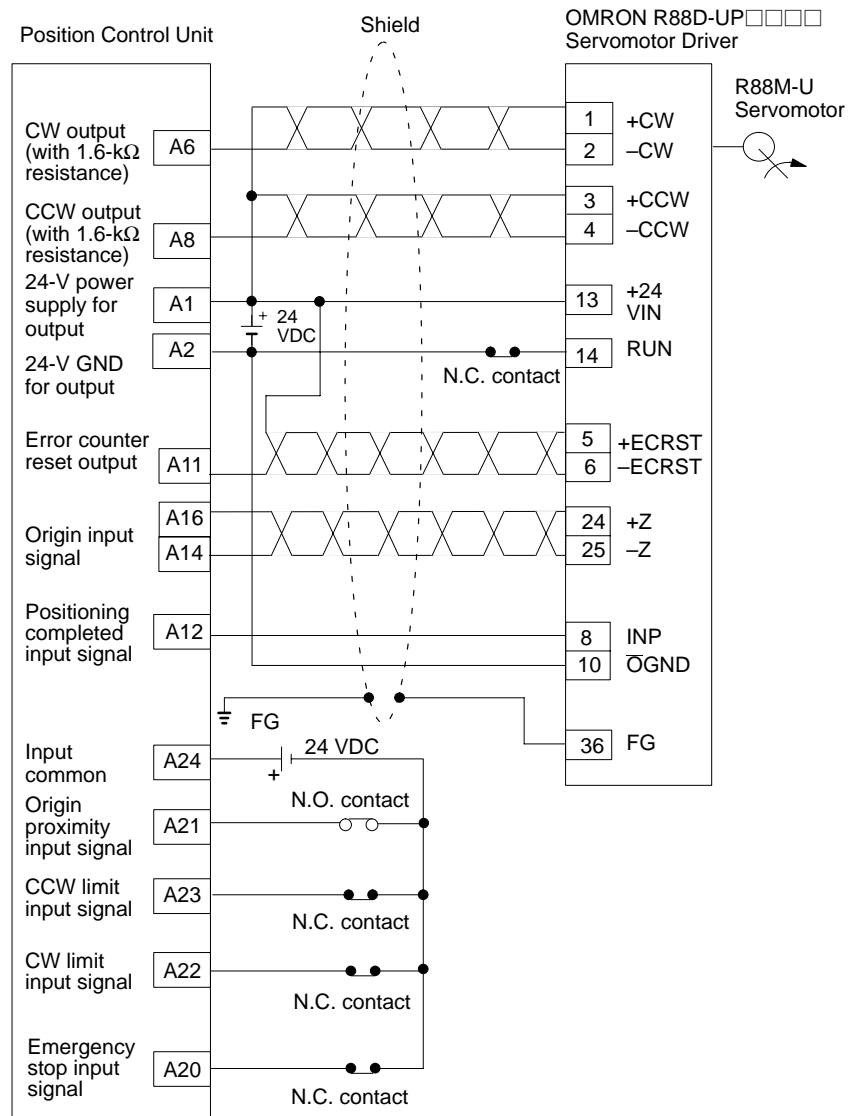 Position Control Unit
Shield
OMRON R88D-UP□□□□
Servomotor Driver
R88M-U
Servomotor
CW output
(with 1.6-kΩ
resistance)
A6
1
+CW
2
–CW
CCW output
(with 1.6-kΩ
resistance)
A8
3
+CCW
4
–CCW
24-V power
supply for
output
A1
+ 24
VDC
13
+24
VIN
A2
24-V GND
for output
N.C. contact
14
RUN
Error counter
reset output
A11
5
+ECRST
6
–ECRST
Origin input
signal
A16
A14
24
+Z
25
–Z
Positioning
completed
input signal
A12
8
INP
10
O̅GND
FG
36
FG
Input
common
A24
+
24 VDC
Origin
proximity
input signal
A21
N.O. contact
CCW limit
input signal
A23
N.C. contact
CW limit
input signal
A22
N.C. contact
Emergency
stop input
signal
A20
N.C. contact